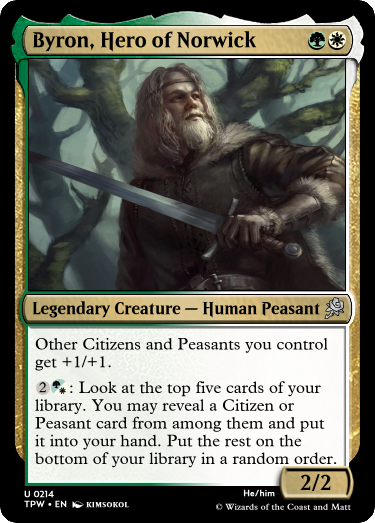 Byron, Hero of Norwick
Legendary Creature — Human Peasant
Other Citizens and Peasants you control
get +1/+1.
2 : Look at the top five cards of your
library. You may reveal a Citizen or
Peasant card from among them and put
it into your hand. Put the rest on the
bottom of your library in a random order.
2/2
U 0214
He/him
TPW • EN KIMSOKOL
© Wizards of the Coast and Matt